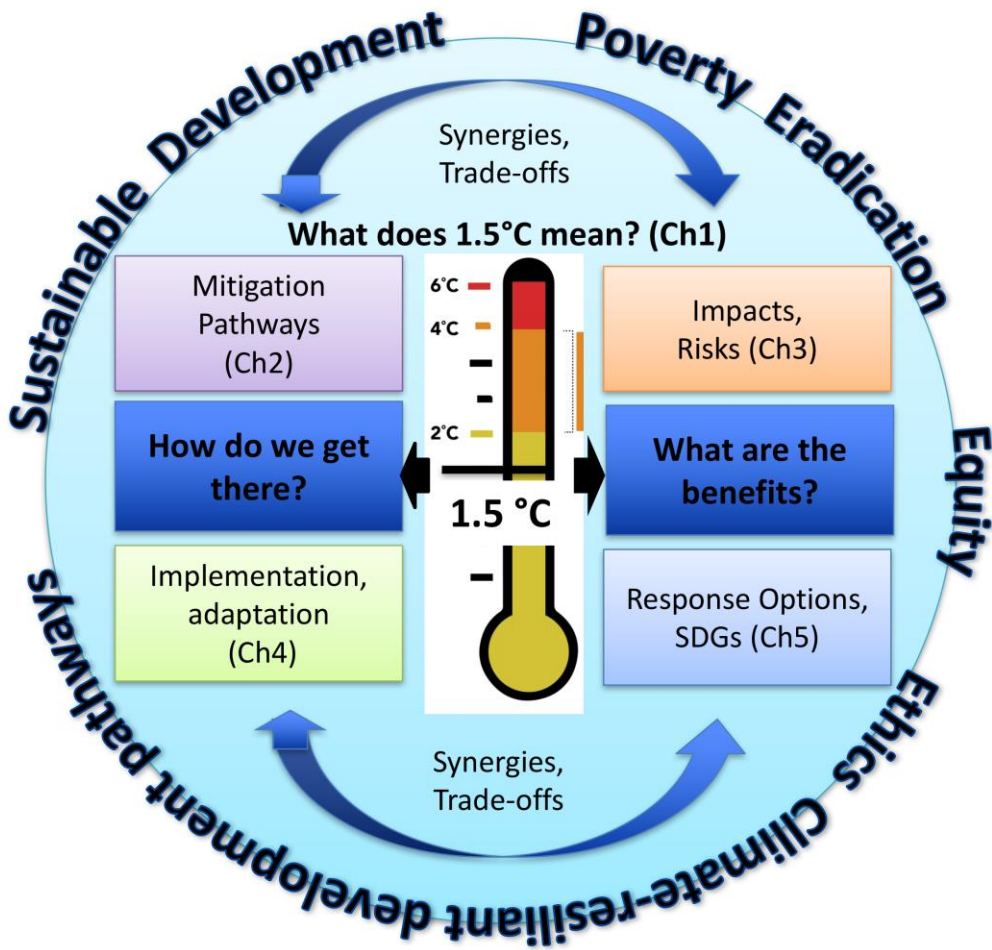 Sustainable Development
Poverty Eradication
Equity
Ethics
Cllimate-resiliant development pathways
Synergies,
Trade-offs
What does 1.5°C mean? (Ch1)
Mitigation
Pathways
(Ch2)
How do we get
there?
Implementation,
adaptation
(Ch4)
6°C
4°C
2°C
1.5 °C
Impacts,
Risks (Ch3)
What are the
benefits?
Response Options,
SDGs (Ch5)
Synergies,
Trade-offs